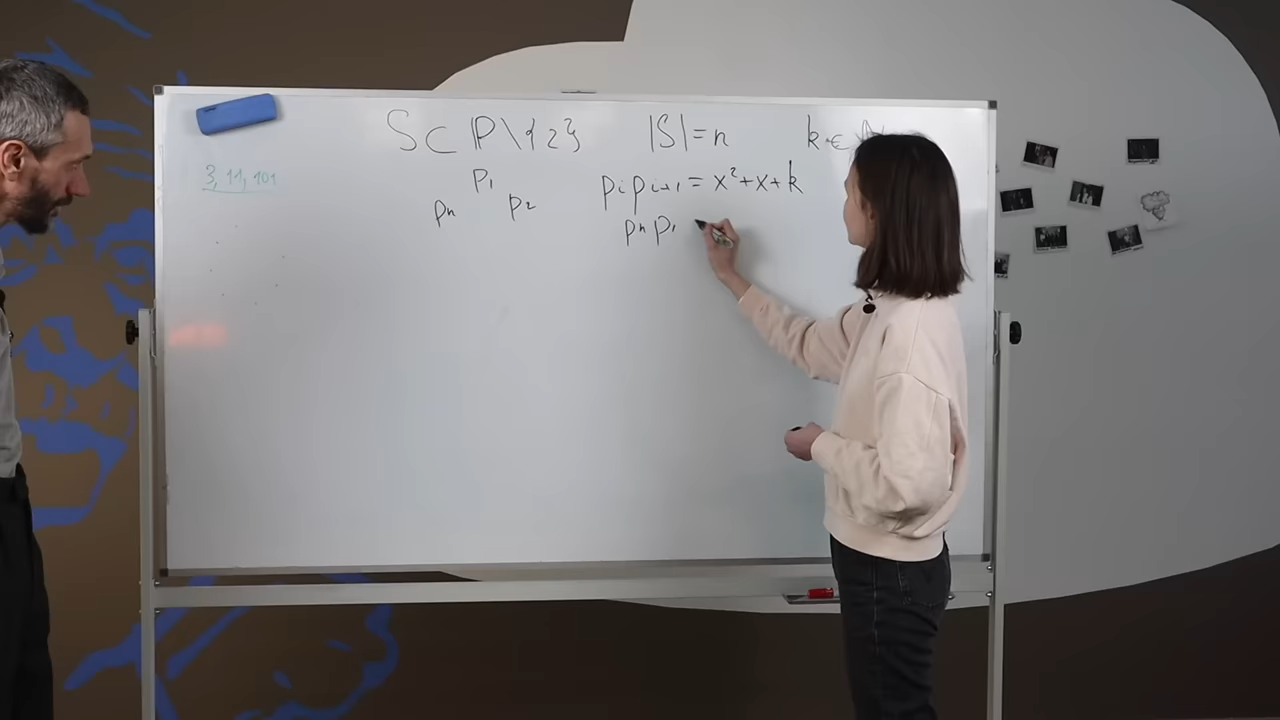 S ⊂ ℙ\{2} |S|=n k ∈
3, 11, 101
p₁ pᵢpᵢ₊₁ = x²+x+k
pₙ p₂ pₙp₁